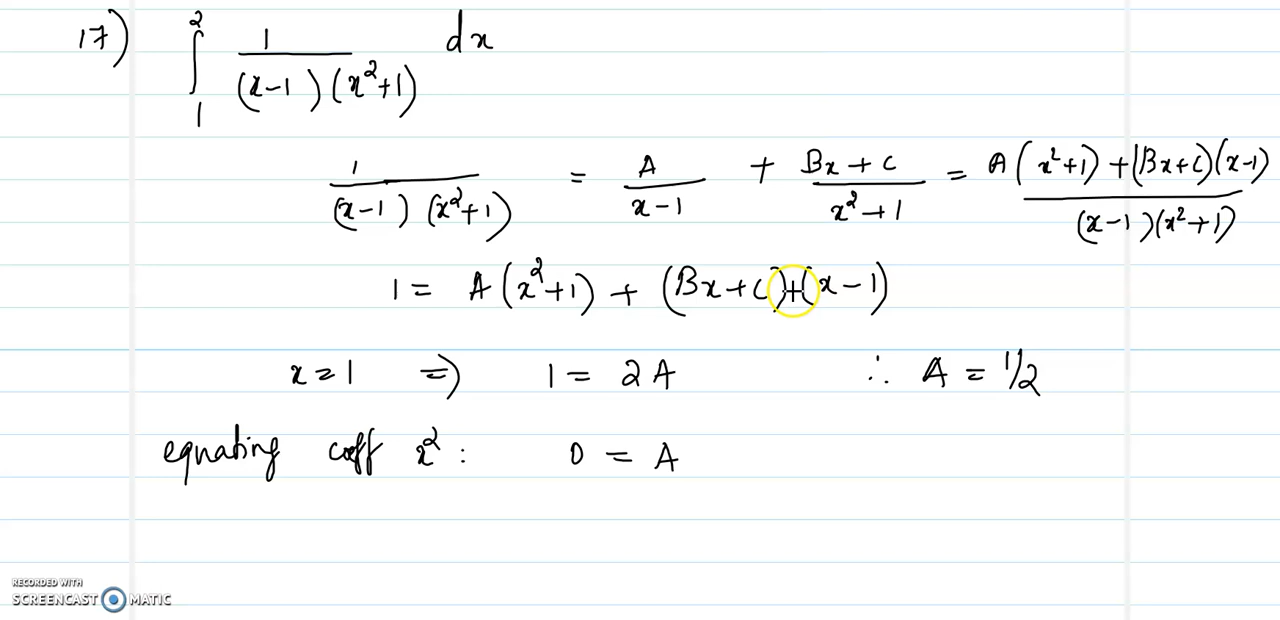 17) ∫₁² 1/((x-1)(x²+1)) dx
1/((x-1)(x²+1)) = A/(x-1) + (Bx+C)/(x²+1) = (A(x²+1)+(Bx+C)(x-1))/((x-1)(x²+1))
1 = A(x²+1) + (Bx+C)+(x-1)
x=1 ⇒ 1 = 2A ∴ A = 1/2
equating coeff x²: 0 = A
RECORDED WITH
SCREENCAST MATIC